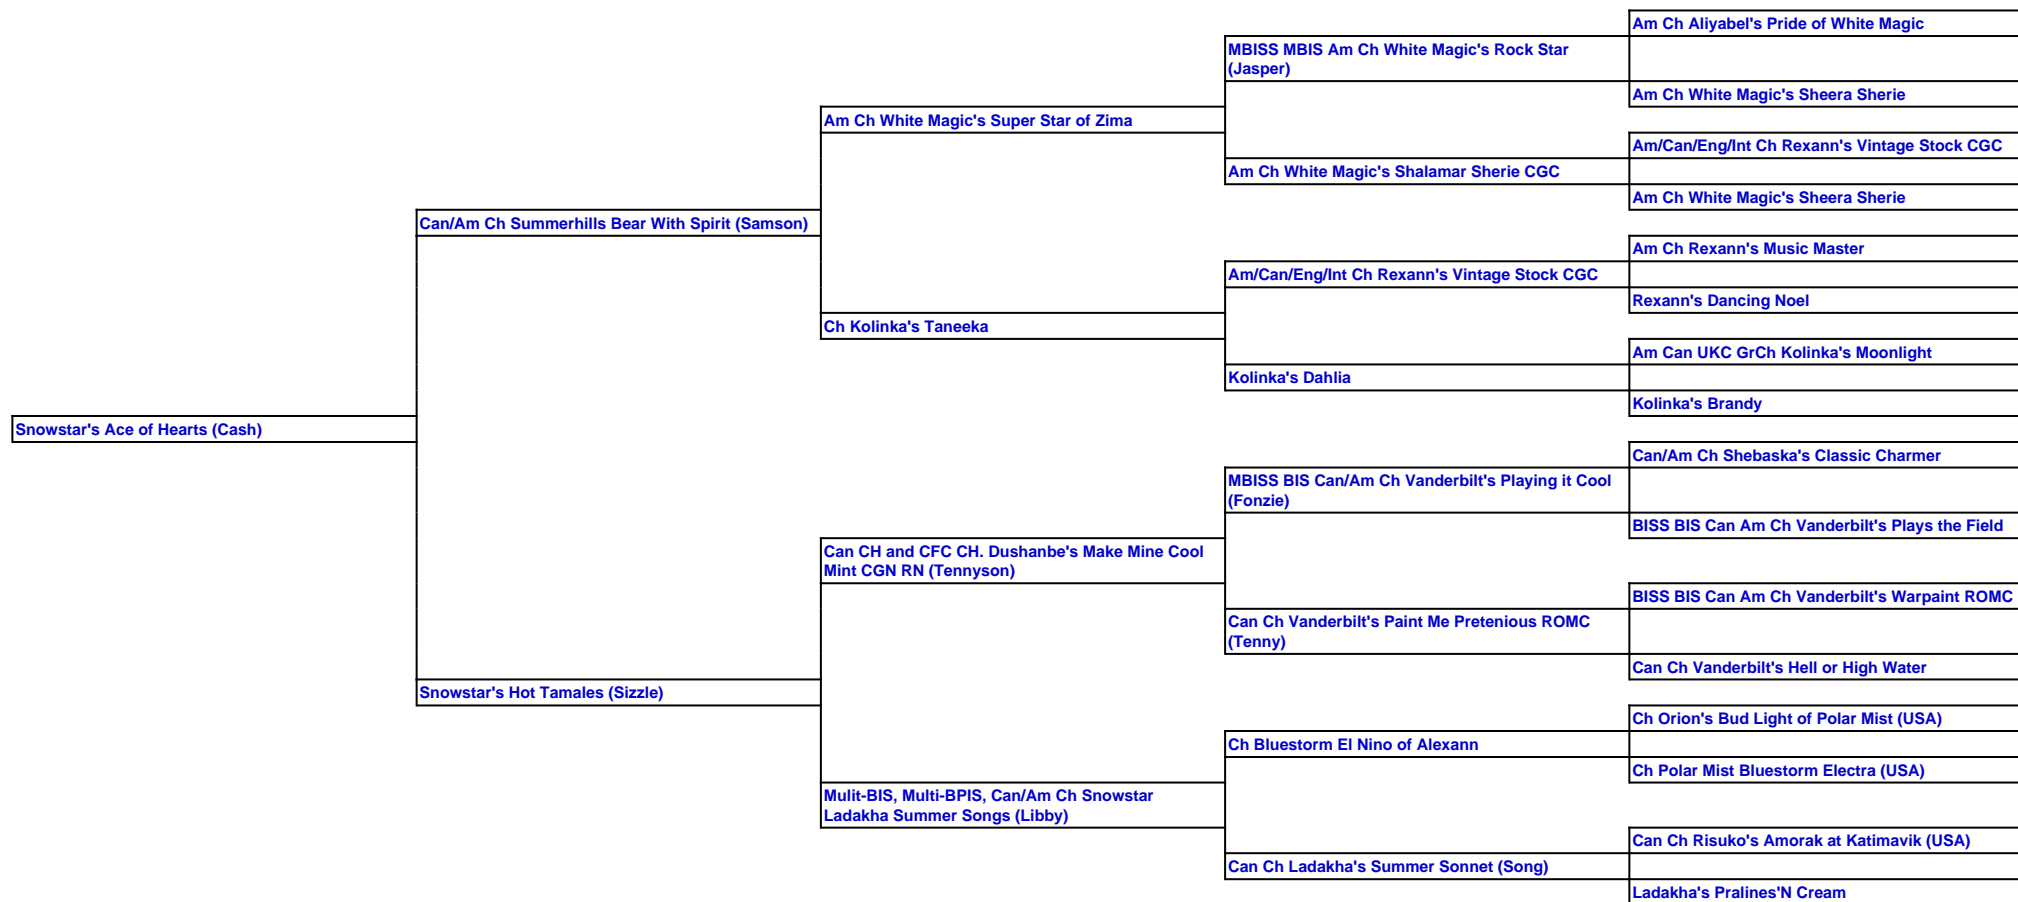 Am Ch Aliyabel's Pride of White Magic
MBISS MBIS Am Ch White Magic's Rock Star
(Jasper)
Am Ch White Magic's Sheera Sherie
Am Ch White Magic's Super Star of Zima
Am/Can/Eng/Int Ch Rexann's Vintage Stock CGC
Am Ch White Magic's Shalamar Sherie CGC
Am Ch White Magic's Sheera Sherie
Can/Am Ch Summerhills Bear With Spirit (Samson)
Am Ch Rexann's Music Master
Am/Can/Eng/Int Ch Rexann's Vintage Stock CGC
Rexann's Dancing Noel
Ch Kolinka's Taneeka
Am Can UKC GrCh Kolinka's Moonlight
Kolinka's Dahlia
Kolinka's Brandy
Snowstar's Ace of Hearts (Cash)
Can/Am Ch Shebaska's Classic Charmer
MBISS BIS Can/Am Ch Vanderbilt's Playing it Cool
(Fonzie)
BISS BIS Can Am Ch Vanderbilt's Plays the Field
Can CH and CFC CH. Dushanbe's Make Mine Cool
Mint CGN RN (Tennyson)
BISS BIS Can Am Ch Vanderbilt's Warpaint ROMC
Can Ch Vanderbilt's Paint Me Pretenious ROMC
(Tenny)
Can Ch Vanderbilt's Hell or High Water
Snowstar's Hot Tamales (Sizzle)
Ch Orion's Bud Light of Polar Mist (USA)
Ch Bluestorm El Nino of Alexann
Ch Polar Mist Bluestorm Electra (USA)
Mulit-BIS, Multi-BPIS, Can/Am Ch Snowstar
Ladakha Summer Songs (Libby)
Can Ch Risuko's Amorak at Katimavik (USA)
Can Ch Ladakha's Summer Sonnet (Song)
Ladakha's Pralines'N Cream